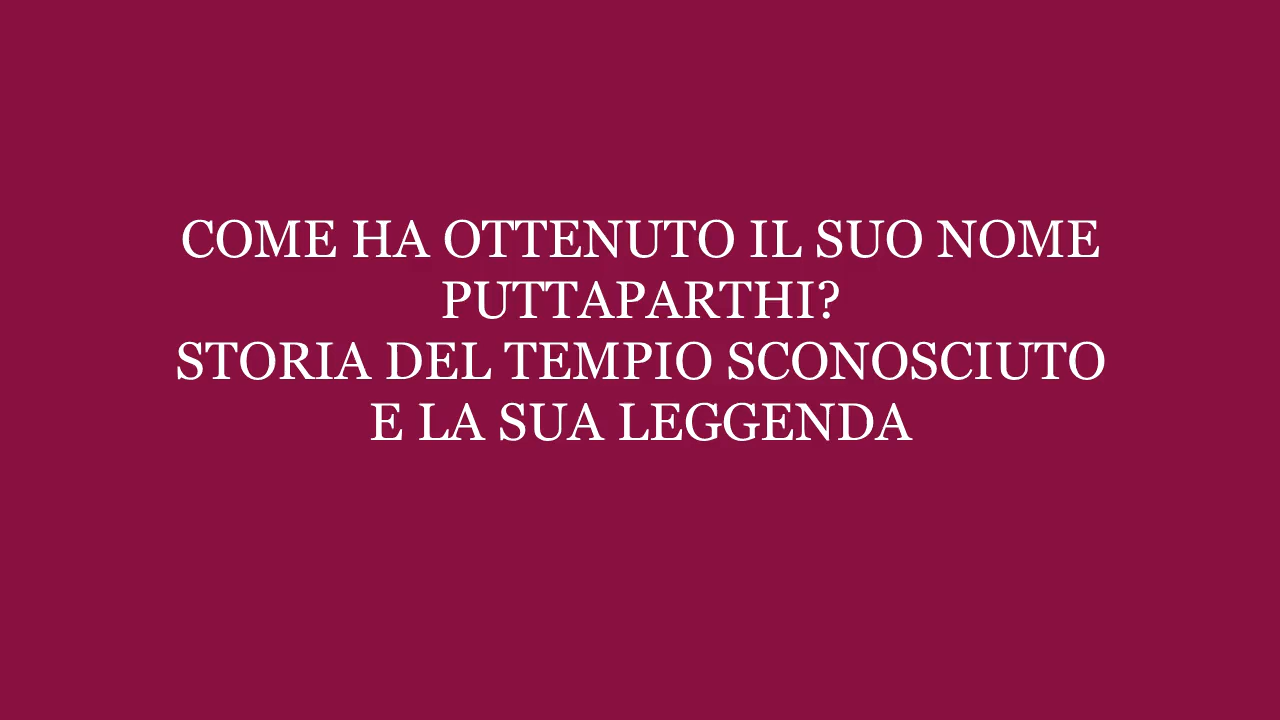 COME HA OTTENUTO IL SUO NOME
PUTTAPARTHI?
STORIA DEL TEMPIO SCONOSCIUTO
E LA SUA LEGGENDA